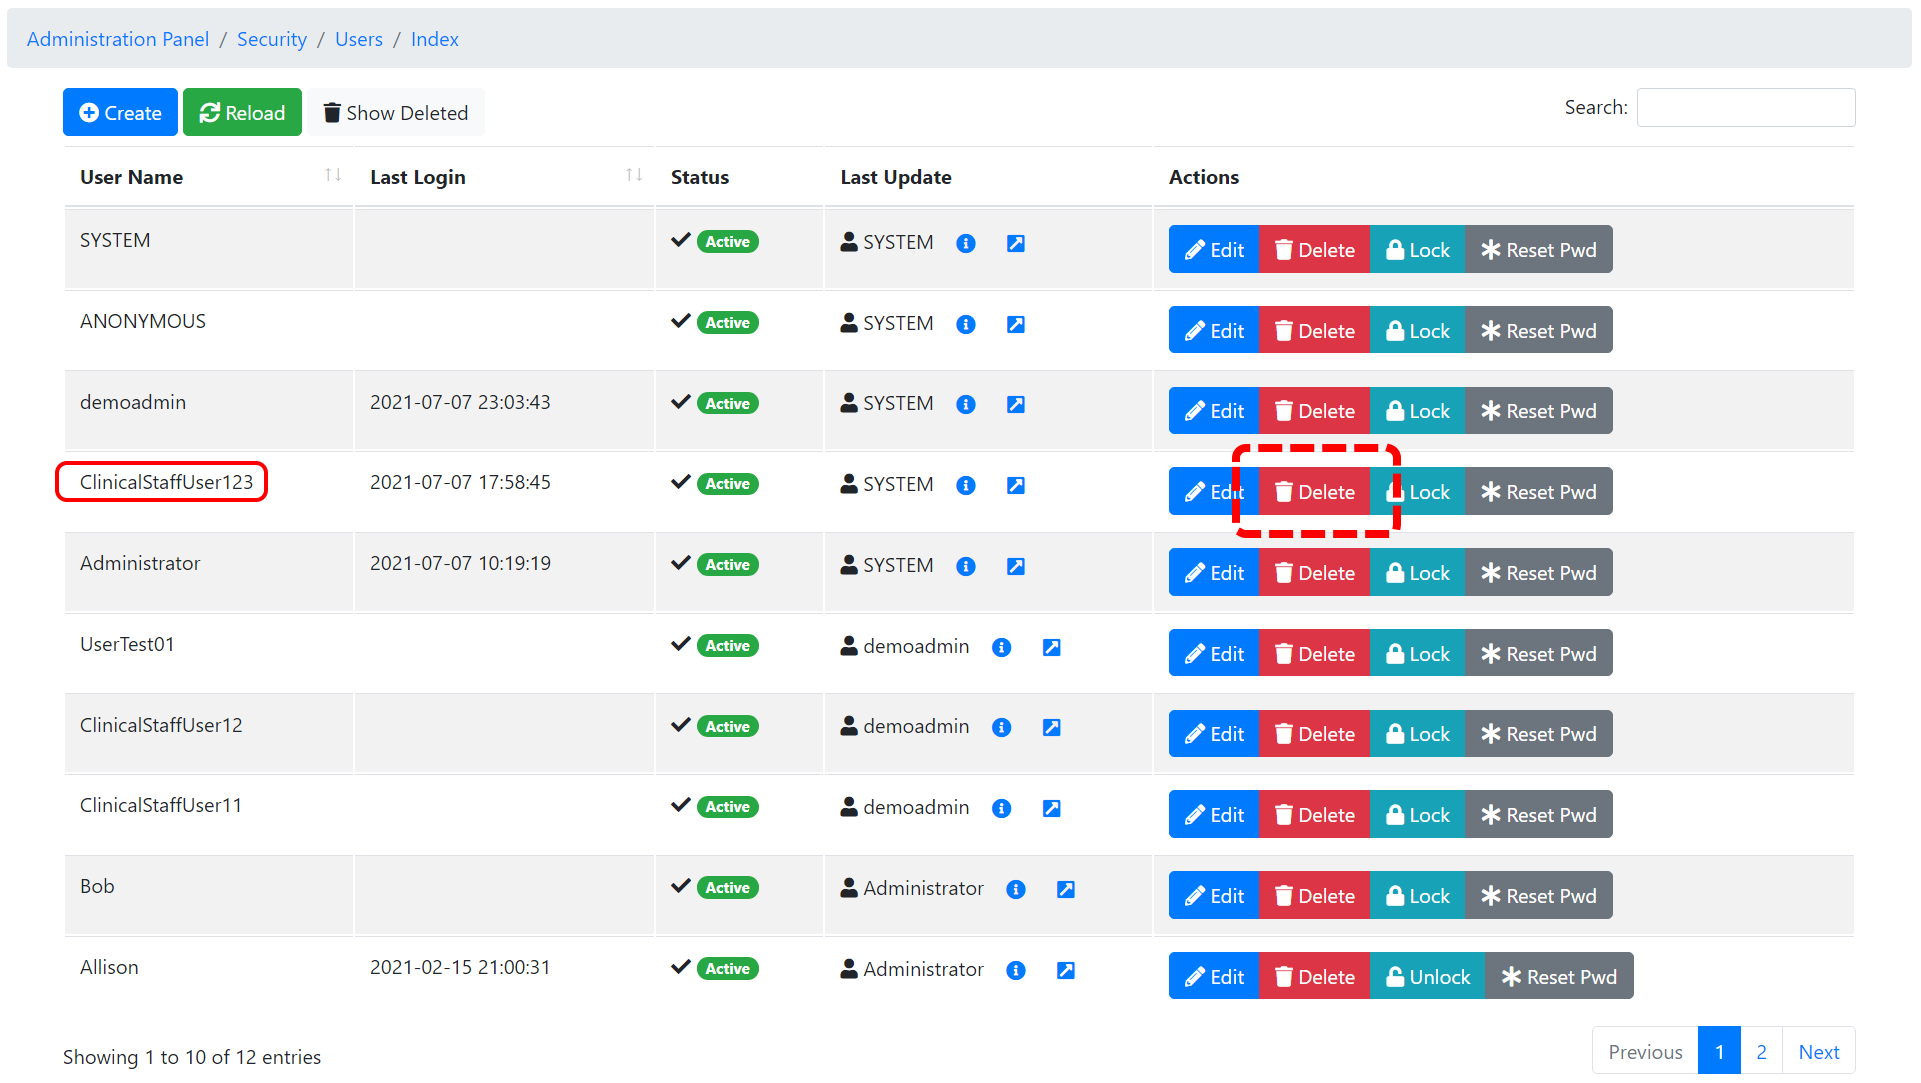 Administration Panel / Security / Users / Index
Create Reload Show Deleted Search:
User Name Last Login Status Last Update Actions
SYSTEM Active SYSTEM Edit Delete Lock Reset Pwd
ANONYMOUS Active SYSTEM Edit Delete Lock Reset Pwd
demoadmin 2021-07-07 23:03:43 Active SYSTEM Edit Delete Lock Reset Pwd
ClinicalStaffUser123 2021-07-07 17:58:45 Active SYSTEM Edit Delete Lock Reset Pwd
Administrator 2021-07-07 10:19:19 Active SYSTEM Edit Delete Lock Reset Pwd
UserTest01 Active demoadmin Edit Delete Lock Reset Pwd
ClinicalStaffUser12 Active demoadmin Edit Delete Lock Reset Pwd
ClinicalStaffUser11 Active demoadmin Edit Delete Lock Reset Pwd
Bob Active Administrator Edit Delete Lock Reset Pwd
Allison 2021-02-15 21:00:31 Active Administrator Edit Delete Unlock Reset Pwd
Showing 1 to 10 of 12 entries Previous 1 2 Next